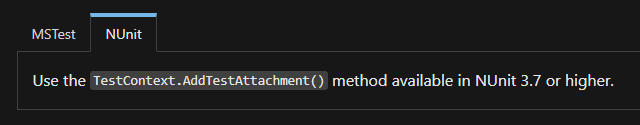 MSTest NUnit
Use the TestContext.AddTestAttachment() method available in NUnit 3.7 or higher.